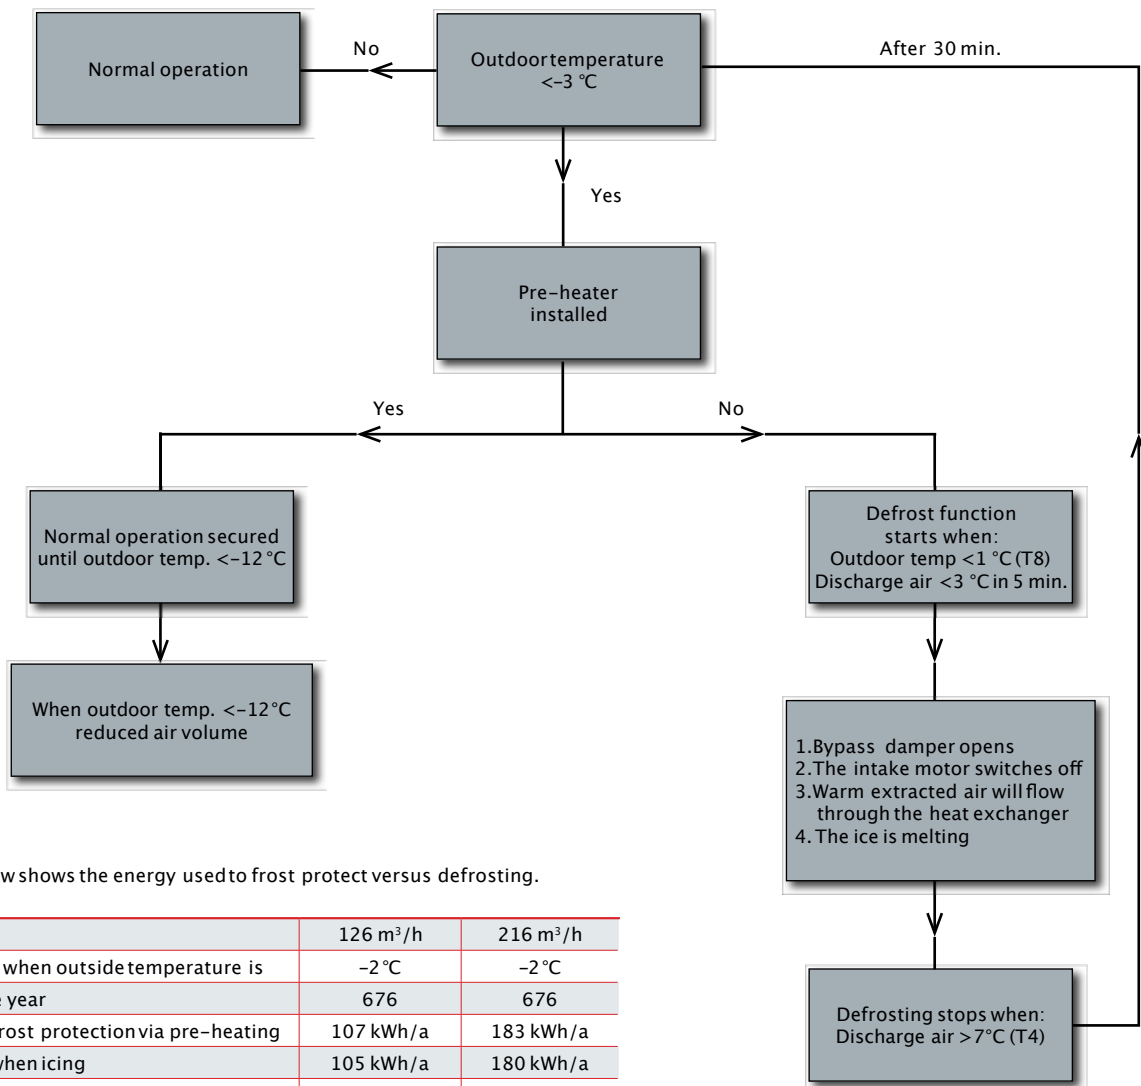 No
After 30 min.
Normal operation
Outdoor temperature
<-3 °C
Yes
Pre-heater
installed
Yes
No
Normal operation secured
until outdoor temp. <-12 °C
Defrost function
starts when:
Outdoor temp <1 °C (T8)
Discharge air <3 °C in 5 min.
When outdoor temp. <-12°C
reduced air volume
1.Bypass damper opens
2.The intake motor switches off
3.Warm extracted air will flow
through the heat exchanger
4. The ice is melting
w shows the energy used to frost protect versus defrosting.
126 m³/h 216 m³/h
when outside temperature is -2°C -2°C
e year 676 676
rost protection via pre-heating 107 kWh/a 183 kWh/a
when icing 105 kWh/a 180 kWh/a
Defrosting stops when:
Discharge air >7°C (T4)